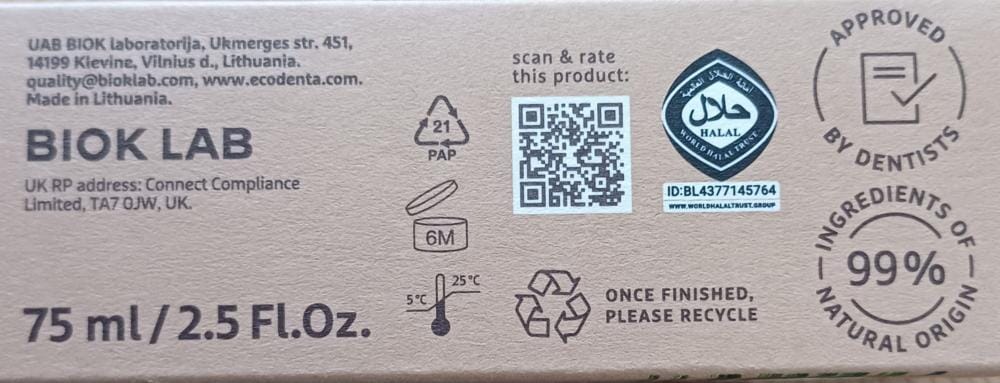 UAB BIOK laboratorija, Ukmerges str. 451,
14199 Kievine, Vilnius d., Lithuania.
quality@bioklab.com, www.ecodenta.com.
Made in Lithuania.
BIOK LAB
UK RP address: Connect Compliance
Limited, TA7 0JW, UK.
75 ml / 2.5 Fl.Oz.
21
PAP
6M
5°C
25°C
scan & rate
this product:
أمانة الحلال العالمية
حلال
HALAL
WORLD HALAL TRUST
ID:BL4377145764
WWW.WORLDHALALTRUST.GROUP
ONCE FINISHED,
PLEASE RECYCLE
APPROVED
BY DENTISTS
INGREDIENTS OF
99%
NATURAL ORIGIN